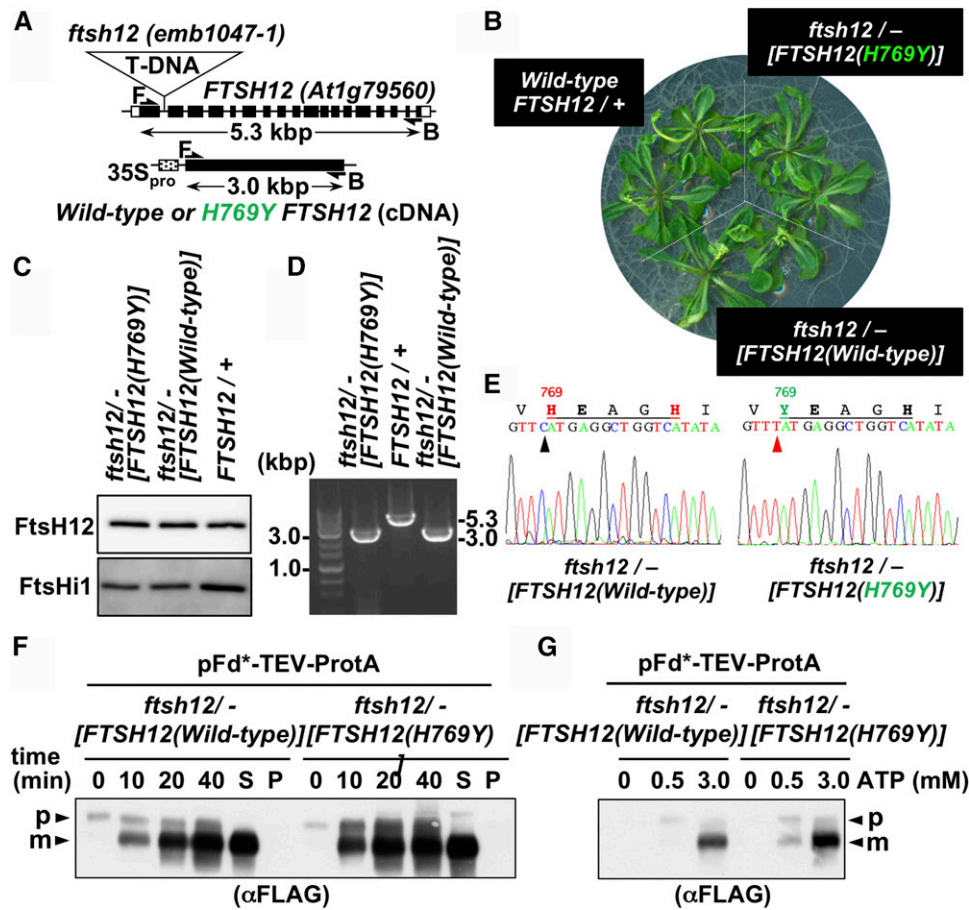 A
ftsh12 (emb1047-1)
T-DNA
F
FTSH12 (At1g79560)
B
5.3 kbp
F
35Spro
B
3.0 kbp
Wild-type or H769Y FTSH12 (cDNA)
B
ftsh12 / –
[FTSH12(H769Y)]
Wild-type
FTSH12 / +
ftsh12 / –
[FTSH12(Wild-type)]
C
ftsh12/-
[FTSH12(H769Y)]
ftsh12/-
[FTSH12(Wild-type)]
FTSH12 / +
FtsH12
FtsHi1
D
ftsh12/-
[FTSH12(H769Y)]
FTSH12 / +
ftsh12/-
[FTSH12(Wild-type)]
(kbp)
3.0
1.0
-5.3
-3.0
E
769
V H E A G H I
GTTCATGAGGCTGGTCATATA
ftsh12 / –
[FTSH12(Wild-type)]
769
V Y E A G H I
GTTTATGAGGCTGGTCATATA
ftsh12 / –
[FTSH12(H769Y)]
F
pFd*-TEV-ProtA
ftsh12/ - ftsh12/ -
[FTSH12(Wild-type)] [FTSH12(H769Y)
]
time
(min) 0 10 20 40 S P 0 10 20 40 S P
p
m
(αFLAG)
G
pFd*-TEV-ProtA
ftsh12/ - ftsh12/ -
[FTSH12(Wild-type)] [FTSH12(H769Y)]
0 0.5 3.0 0 0.5 3.0 ATP (mM)
p
m
(αFLAG)